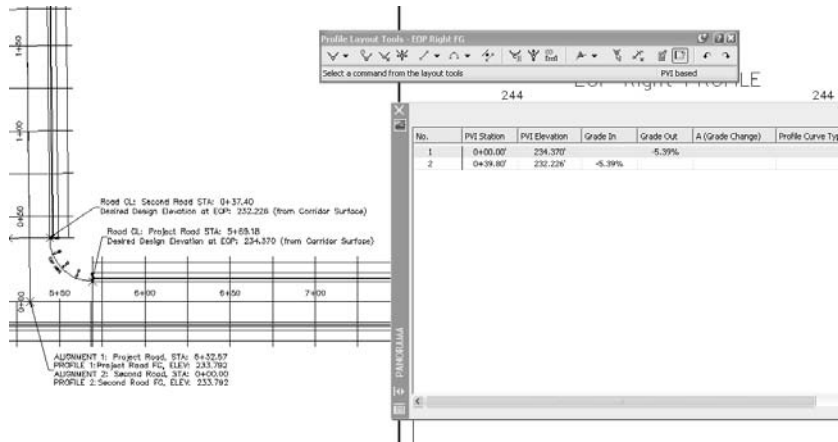 Profile Layout Tools - EOP Right FG
Select a command from the layout tools
PVI based
EOP Right PROFILE
244
244
No.
PVI Station
PVI Elevation
Grade In
Grade Out
A (Grade Change)
Profile Curve Typ
1
0+00.00'
234.370'
-5.39%
2
0+39.80'
232.226'
-5.39%
PANORAMA
1+50
1+00
0+50
0+00
Road CL: Second Road STA: 0+37.40
Desired Design Elevation at EOP: 232.226 (from Corridor Surface)
Road CL: Project Road STA: 5+69.18
Desired Design Elevation at EOP: 234.370 (from Corridor Surface)
5+50
6+00
6+50
7+00
ALIGNMENT 1: Project Road, STA: 5+32.57
PROFILE 1: Project Road FG, ELEV: 233.792
ALIGNMENT 2: Second Road, STA: 0+00.00
PROFILE 2: Second Road FG, ELEV: 233.792